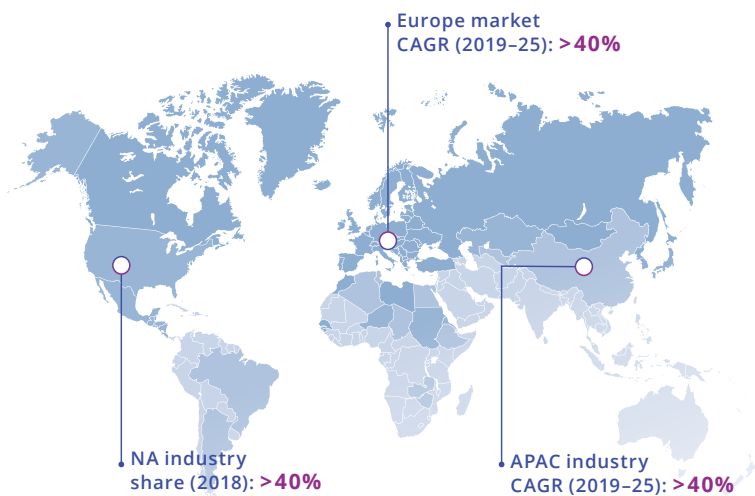 Europe market
CAGR (2019–25): >40%
NA industry
share (2018): >40%
APAC industry
CAGR (2019–25): >40%